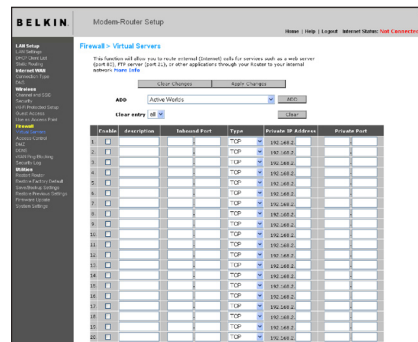 BELKIN
Modem-Router Setup
Home | Help | Logout Internet Status: Not Connected
LAN Setup
LAN Settings
DHCP Client List
Static Routing
Internet WAN
Connection Type
DNS
Wireless
Channel and SSID
Security
Wi-Fi Protected Setup
Guest Access
Use as Access Point
Firewall
Virtual Servers
Access Control
DMZ
DDNS
WAN Ping Blocking
Security Log
Utilities
Restart Router
Restore Factory Default
Save/Backup Settings
Restore Previous Settings
Firmware Update
System Settings
Firewall > Virtual Servers
This function will allow you to route external (Internet) calls for services such as a web server
(port 80), FTP server (port 21), or other applications through your Router to your internal
network More Info
Clear Changes Apply Changes
ADD Active Worlds ADD
Clear entry all Clear
Enable description Inbound Port Type Private IP Address Private Port
1. - TCP 192.168.2. -
2. - TCP 192.168.2. -
3. - TCP 192.168.2. -
4. - TCP 192.168.2. -
5. - TCP 192.168.2. -
6. - TCP 192.168.2. -
7. - TCP 192.168.2. -
8. - TCP 192.168.2. -
9. - TCP 192.168.2. -
10. - TCP 192.168.2. -
11. - TCP 192.168.2. -
12. - TCP 192.168.2. -
13. - TCP 192.168.2. -
14. - TCP 192.168.2. -
15. - TCP 192.168.2. -
16. - TCP 192.168.2. -
17. - TCP 192.168.2. -
18. - TCP 192.168.2. -
19. - TCP 192.168.2. -
20. - TCP 192.168.2. -